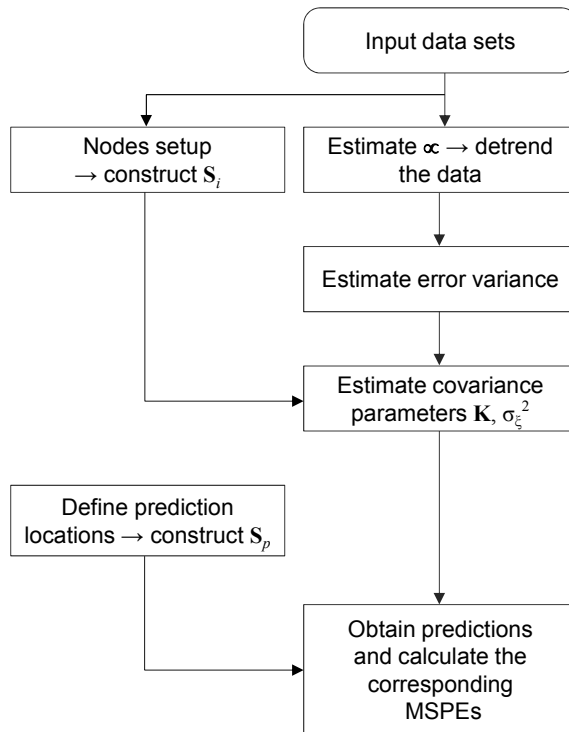 Input data sets
Nodes setup
→ construct S_i
Estimate ∝ → detrend
the data
Estimate error variance
Estimate covariance
parameters K, σ_ξ²
Define prediction
locations → construct S_p
Obtain predictions
and calculate the
corresponding
MSPEs